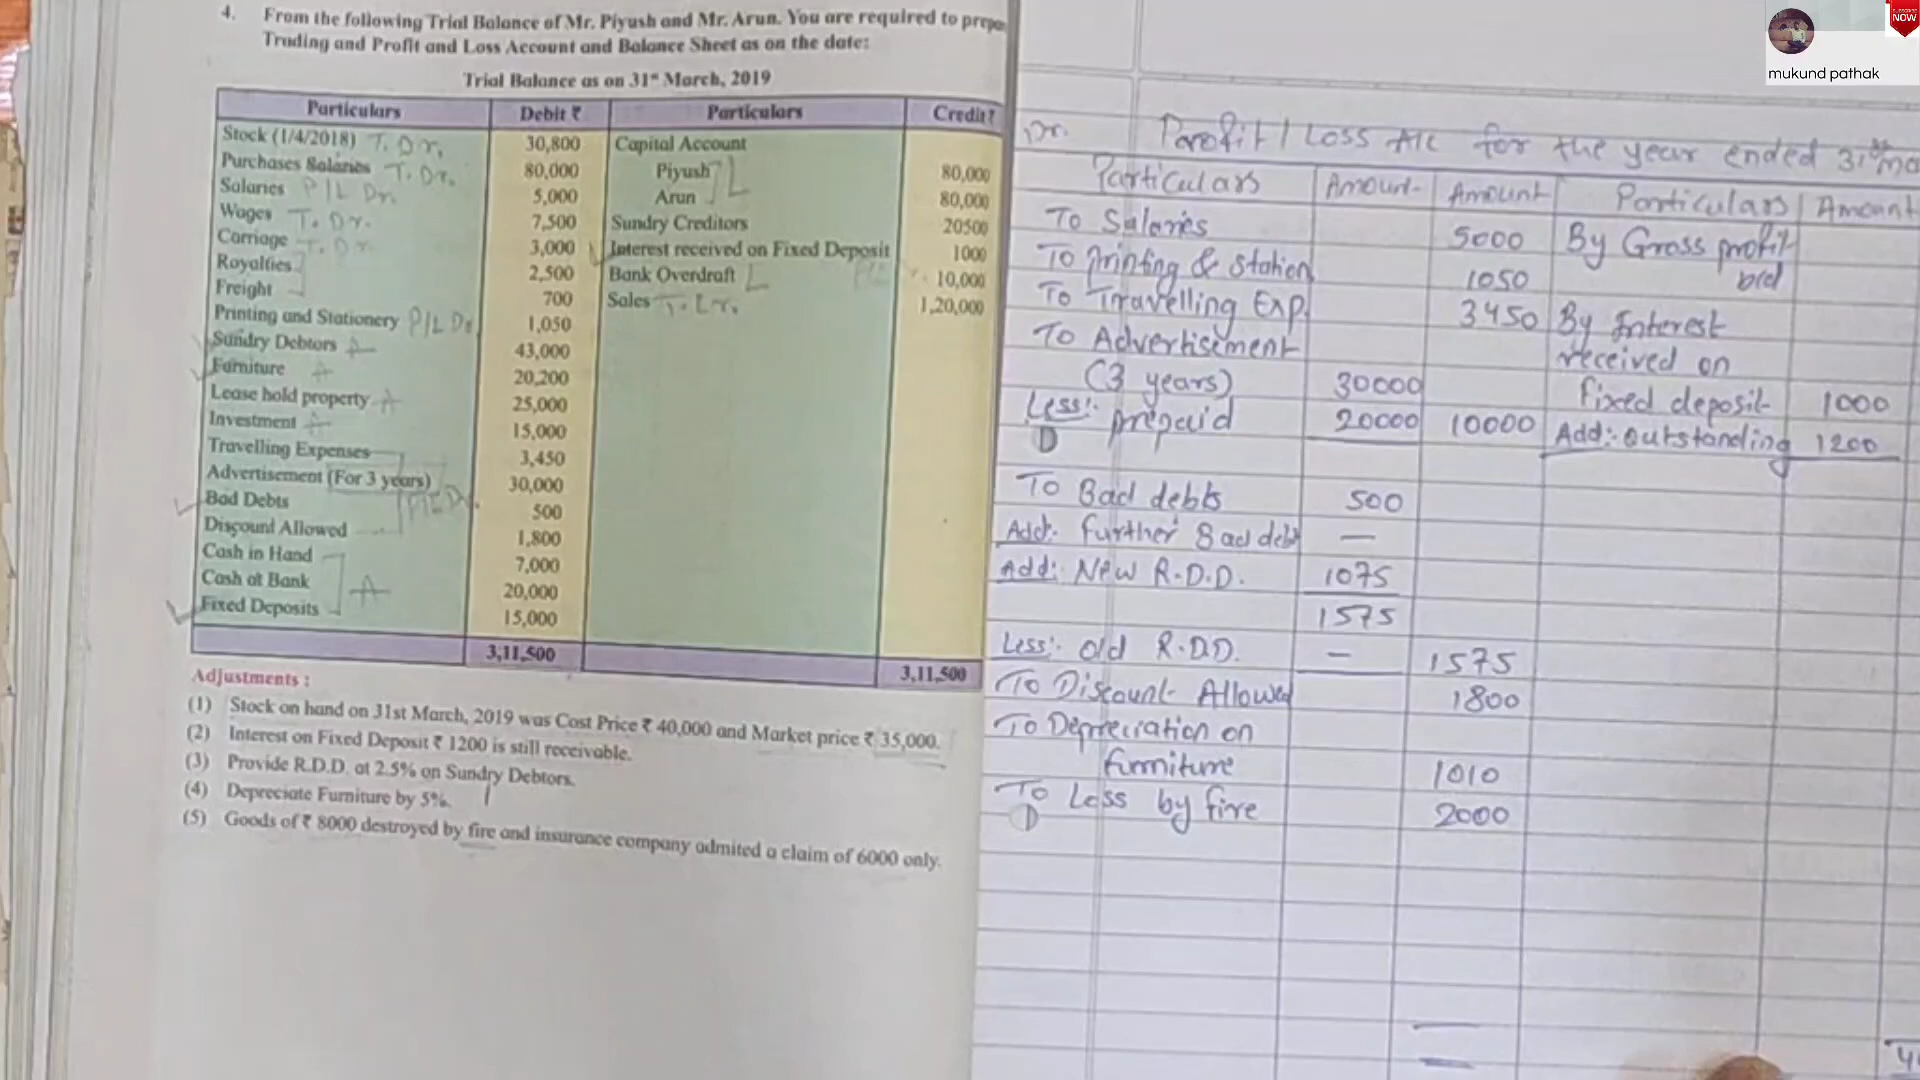 4. From the following Trial Balance of Mr. Piyush and Mr. Arun. You are required to
Trading and Profit and Loss Account and Balance Sheet as on the date:
Trial Balance as on 31st March, 2019
Particulars Debit ₹ Particulars Credit ₹
Stock (1/4/2018) T. Dr. 30,800 Capital Account
Purchases Salaries T. Dr. 80,000 Piyush 80,000
Salaries P/L Dr. 5,000 Arun L 80,000
Wages T. Dr. 7,500 Sundry Creditors 20500
Carriage T. Dr. 3,000 Interest received on Fixed Deposit 1000
Royalties 2,500 Bank Overdraft L 10,000
Freight 700 Sales 1,20,000
Printing and Stationery P/L Dr 1,050
Sundry Debtors A 43,000
Furniture A 20,200
Lease hold property A 25,000
Investment A 15,000
Travelling Expenses 3,450
Advertisement (For 3 years) 30,000
Bad Debts 500
Discount Allowed 1,800
Cash in Hand 7,000
Cash at Bank A 20,000
Fixed Deposits 15,000
3,11,500 3,11,500
Adjustments :
(1) Stock on hand on 31st March, 2019 was Cost Price ₹ 40,000 and Market price ₹ 35,000.
(2) Interest on Fixed Deposit ₹ 1200 is still receivable.
(3) Provide R.D.D. at 2.5% on Sundry Debtors.
(4) Depreciate Furniture by 5%.
(5) Goods of ₹ 8000 destroyed by fire and insurance company admited a claim of 6000 only.
SUBSCRIBE
NOW
mukund pathak
Dr. Profit / Loss A/c for the year ended 31st Ma
Particulars Amount Amount Particulars Amount
To Salaries 5000 By Gross profit
To Printing & Station 1050 b/d
To Travelling Exp. 3450 By Interest
To Advertisement received on
(3 years) 30000 fixed deposit 1000
Less:- prepaid 20000 10000 Add:- outstanding 1200
To Bad debts 500
Add:- further Bad deb —
Add:- New R.D.D. 1075
1575
Less:- Old R.D.D. — 1575
To Discount Allowed 1800
To Depreciation on
furniture 1010
To Loss by fire 2000